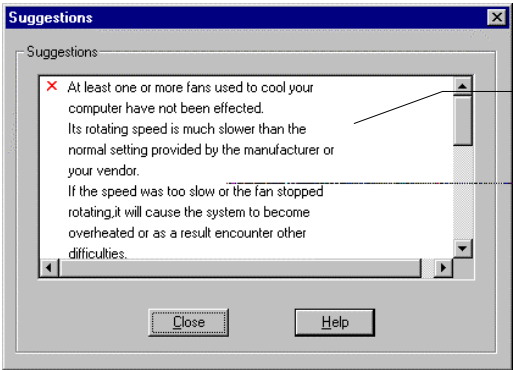 Suggestions
Suggestions
At least one or more fans used to cool your
computer have not been effected.
Its rotating speed is much slower than the
normal setting provided by the manufacturer or
your vendor.
If the speed was too slow or the fan stopped
rotating,it will cause the system to become
overheated or as a result encounter other
difficulties.
Close
Help